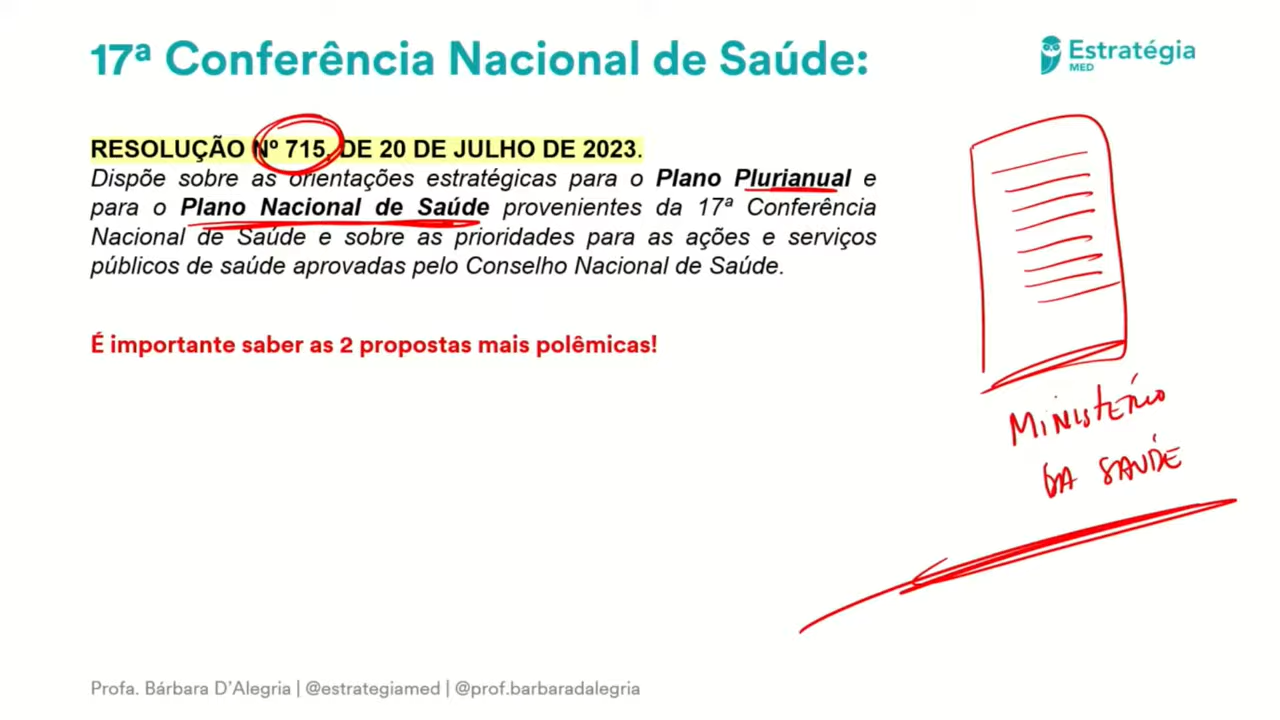 17ª Conferência Nacional de Saúde:
Estratégia
MED
RESOLUÇÃO Nº 715, DE 20 DE JULHO DE 2023.
Dispõe sobre as orientações estratégicas para o Plano Plurianual e
para o Plano Nacional de Saúde provenientes da 17ª Conferência
Nacional de Saúde e sobre as prioridades para as ações e serviços
públicos de saúde aprovadas pelo Conselho Nacional de Saúde.
É importante saber as 2 propostas mais polêmicas!
MINISTÉRIO
DA SAÚDE
Profa. Bárbara D'Alegria | @estrategiamed | @prof.barbaradalegria